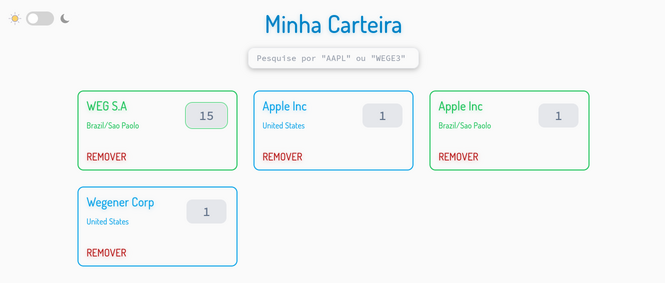 Minha Carteira
Pesquise por "AAPL" ou "WEGE3"
WEG S.A
15
Brazil/Sao Paolo
REMOVER
Apple Inc
1
United States
REMOVER
Apple Inc
1
Brazil/Sao Paolo
REMOVER
Wegener Corp
1
United States
REMOVER